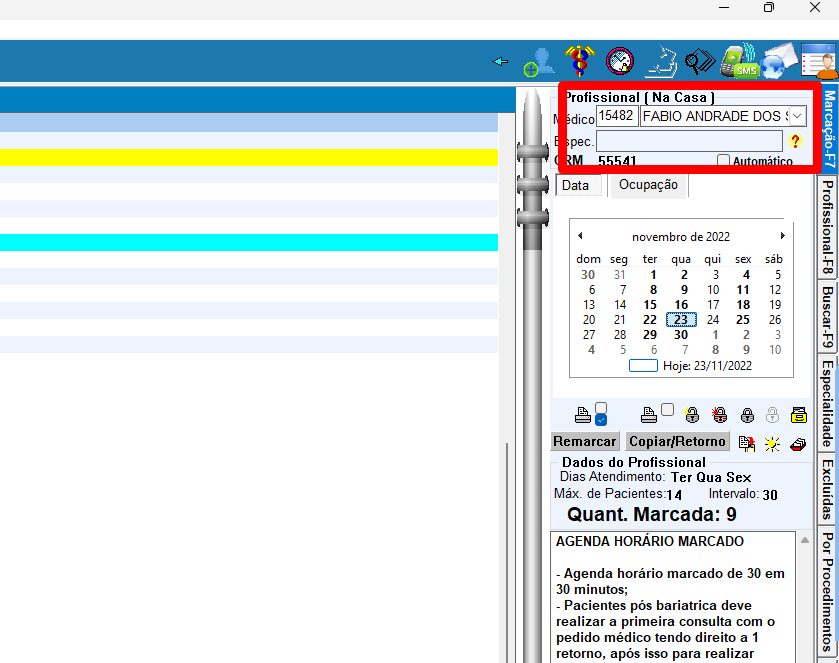 SMS
Profissional ( Na Casa )
Médico 15482 FABIO ANDRADE DOS
Espec. ?
CRM 55541 Automático
Data Ocupação
novembro de 2022
dom seg ter qua qui sex sáb
30 31 1 2 3 4 5
6 7 8 9 10 11 12
13 14 15 16 17 18 19
20 21 22 23 24 25 26
27 28 29 30 1 2 3
4 5 6 7 8 9 10
Hoje: 23/11/2022
Remarcar Copiar/Retorno
Dados do Profissional
Dias Atendimento: Ter Qua Sex
Máx. de Pacientes:14 Intervalo: 30
Quant. Marcada: 9
AGENDA HORÁRIO MARCADO
- Agenda horário marcado de 30 em
30 minutos;
- Pacientes pós bariatrica deve
realizar a primeira consulta com o
pedido médico tendo direito a 1
retorno, após isso para realizar
Marcação-F7
Profissional-F8
Buscar-F9
Especialidade
Excluídas
Por Procedimentos